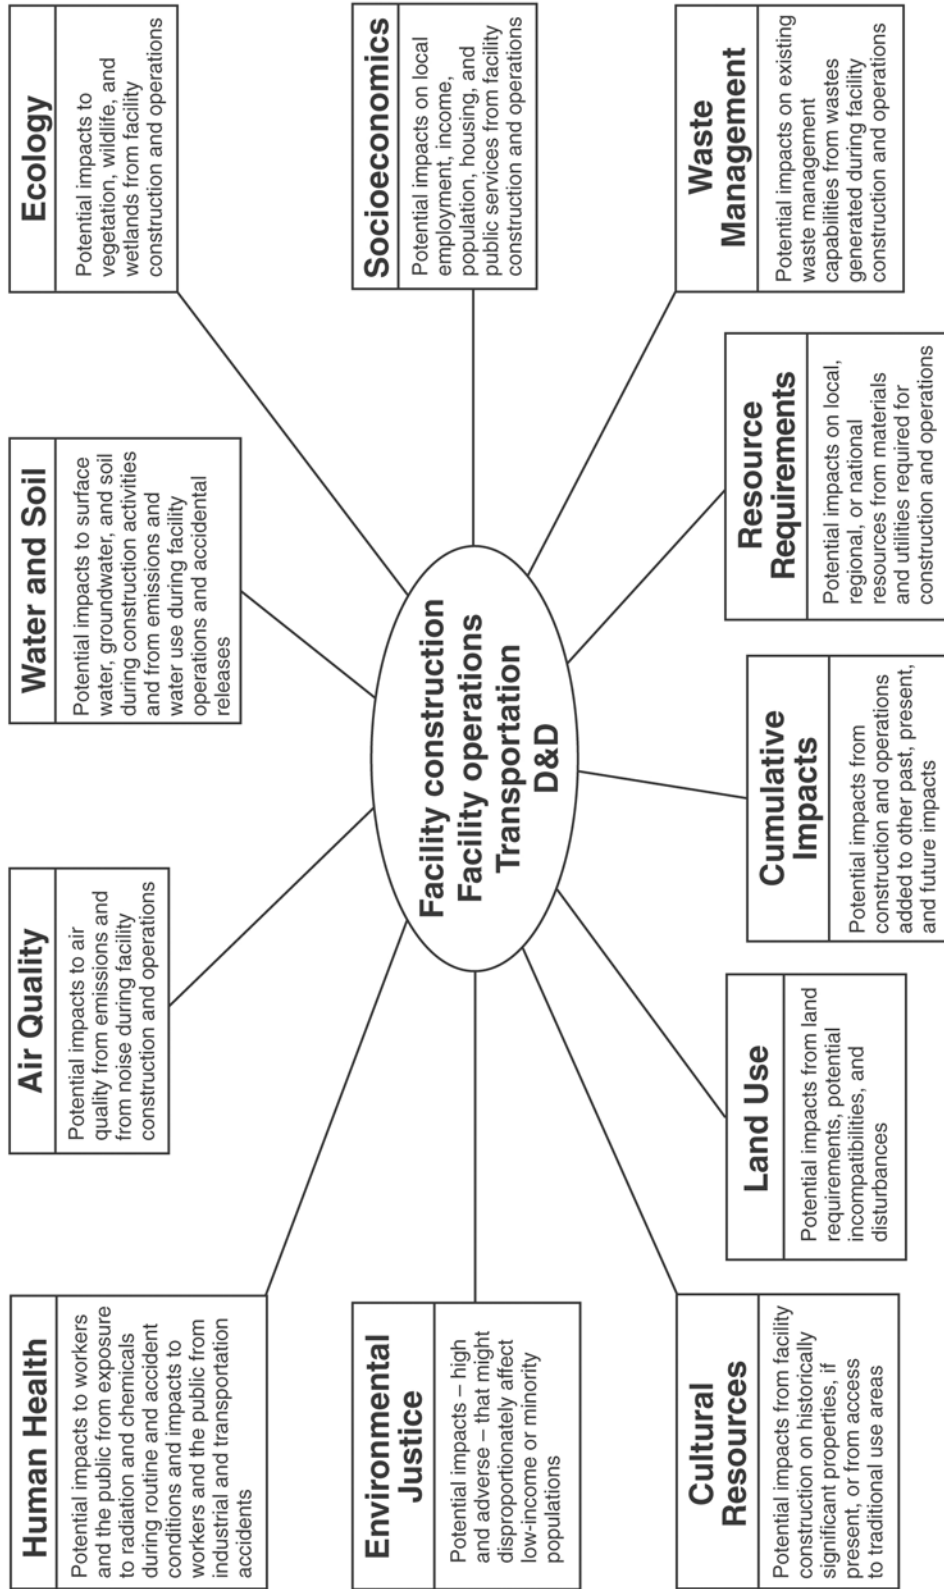 Human Health
Potential impacts to workers
and the public from exposure
to radiation and chemicals
during routine and accident
conditions and impacts to
workers and the public from
industrial and transportation
accidents
Air Quality
Potential impacts to air
quality from emissions and
from noise during facility
construction and operations
Water and Soil
Potential impacts to surface
water, groundwater, and soil
during construction activities
and from emissions and
water use during facility
operations and accidental
releases
Ecology
Potential impacts to
vegetation, wildlife, and
wetlands from facility
construction and operations
Environmental
Justice
Potential impacts – high
and adverse – that might
disproportionately affect
low-income or minority
populations
Facility construction
Facility operations
Transportation
D&D
Socioeconomics
Potential impacts on local
employment, income,
population, housing, and
public services from facility
construction and operations
Cultural
Resources
Potential impacts from facility
construction on historically
significant properties, if
present, or from access
to traditional use areas
Land Use
Potential impacts from land
requirements, potential
incompatibilities, and
disturbances
Cumulative
Impacts
Potential impacts from
construction and operations
added to other past, present,
and future impacts
Resource
Requirements
Potential impacts on local,
regional, or national
resources from materials
and utilities required for
construction and operations
Waste
Management
Potential impacts on existing
waste management
capabilities from wastes
generated during facility
construction and operations